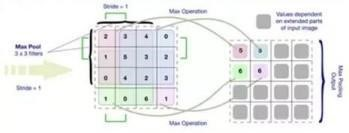 Stride = 1
Max Operation
Values dependent
on extended parts
of input image
Max Pool
3 x 3 filters
2 4 0
1 5 3 2
0 4 2 3
1 0 6 1
5 5
6 6
Stride = 1
Max Pooling
Output
Max Operation